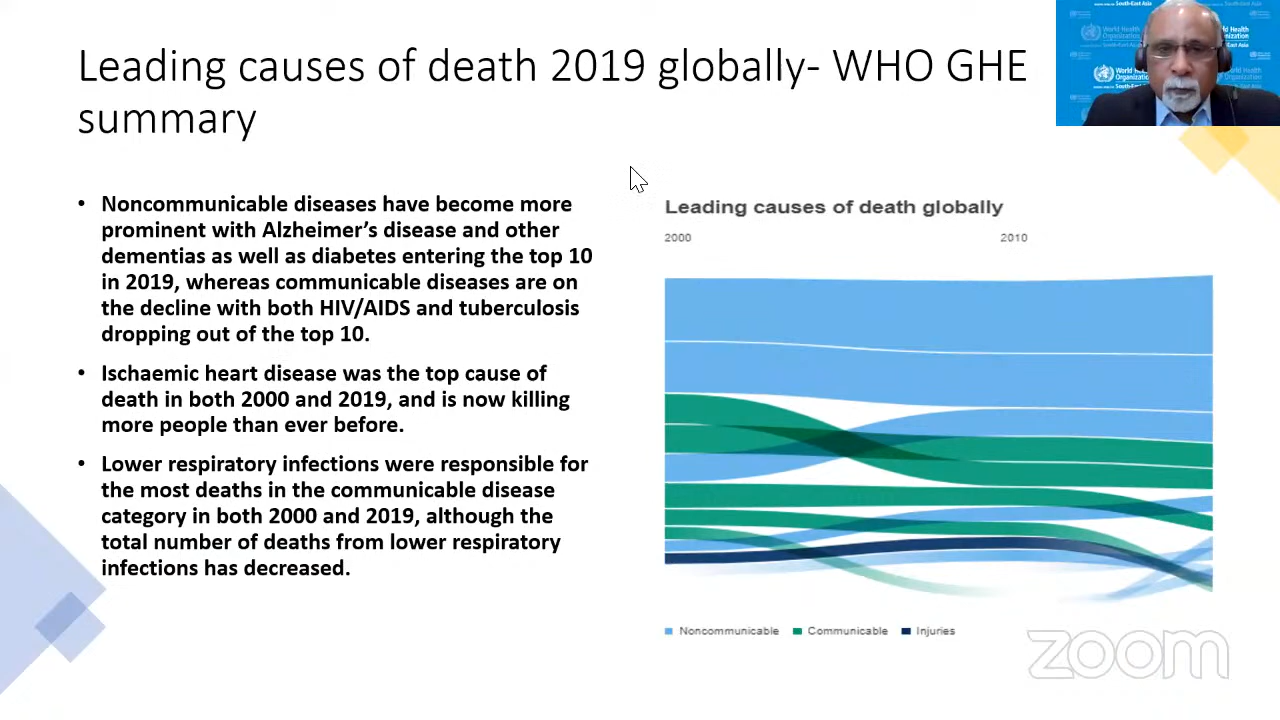 Leading causes of death 2019 globally- WHO GHE
summary
• Noncommunicable diseases have become more
prominent with Alzheimer's disease and other
dementias as well as diabetes entering the top 10
in 2019, whereas communicable diseases are on
the decline with both HIV/AIDS and tuberculosis
dropping out of the top 10.
• Ischaemic heart disease was the top cause of
death in both 2000 and 2019, and is now killing
more people than ever before.
• Lower respiratory infections were responsible for
the most deaths in the communicable disease
category in both 2000 and 2019, although the
total number of deaths from lower respiratory
infections has decreased.
Leading causes of death globally
2000 2010
Noncommunicable Communicable Injuries
zoom
World Health
Organization
South-East Asia